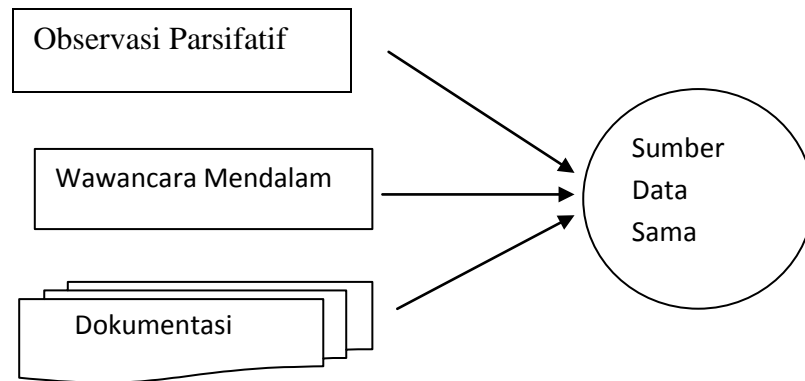 Observasi Parsifatif
Wawancara Mendalam
Dokumentasi
Sumber
Data
Sama